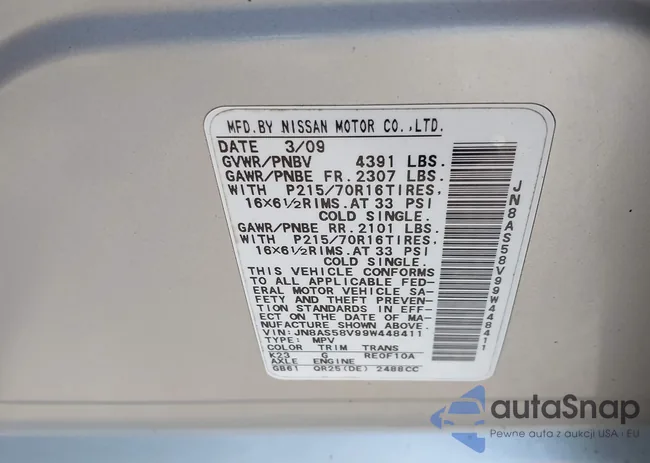 MFD.BY NISSAN MOTOR CO.,LTD.
DATE 3/09
GVWR/PNBV 4391 LBS.
GAWR/PNBE FR. 2307 LBS.
WITH P215/70R16TIRES,
16X6½RIMS.AT 33 PSI
COLD SINGLE.
GAWR/PNBE RR. 2101 LBS.
WITH P215/70R16TIRES,
16X6½RIMS.AT 33 PSI
COLD SINGLE.
THIS VEHICLE CONFORMS
TO ALL APPLICABLE FED-
ERAL MOTOR VEHICLE SA-
FETY AND THEFT PREVEN-
TION STANDARDS IN EFF-
ECT ON THE DATE OF MA-
NUFACTURE SHOWN ABOVE.
VIN: JN8AS58V99W448411
TYPE: MPV
COLOR TRIM TRANS
K23 G RE0F10A
AXLE ENGINE
GB61 QR25(DE) 2488CC
JN8AS58V99W448411
autaSnap
Pewne auta z aukcji USA i EU